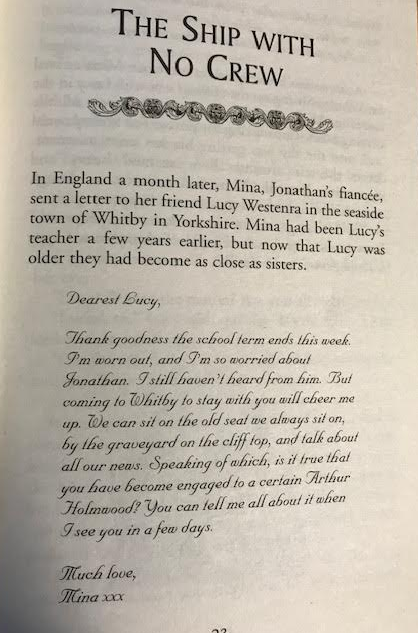 THE SHIP WITH
NO CREW
In England a month later, Mina, Jonathan's fiancée,
sent a letter to her friend Lucy Westenra in the seaside
town of Whitby in Yorkshire. Mina had been Lucy's
teacher a few years earlier, but now that Lucy was
older they had become as close as sisters.
Dearest Lucy,
Thank goodness the school term ends this week.
I'm worn out, and I'm so worried about
Jonathan. I still haven't heard from him. But
coming to Whitby to stay with you will cheer me
up. We can sit on the old seat we always sit on,
by the graveyard on the cliff top, and talk about
all our news. Speaking of which, is it true that
you have become engaged to a certain Arthur
Holmwood? You can tell me all about it when
I see you in a few days.
Much love,
Mina xxx